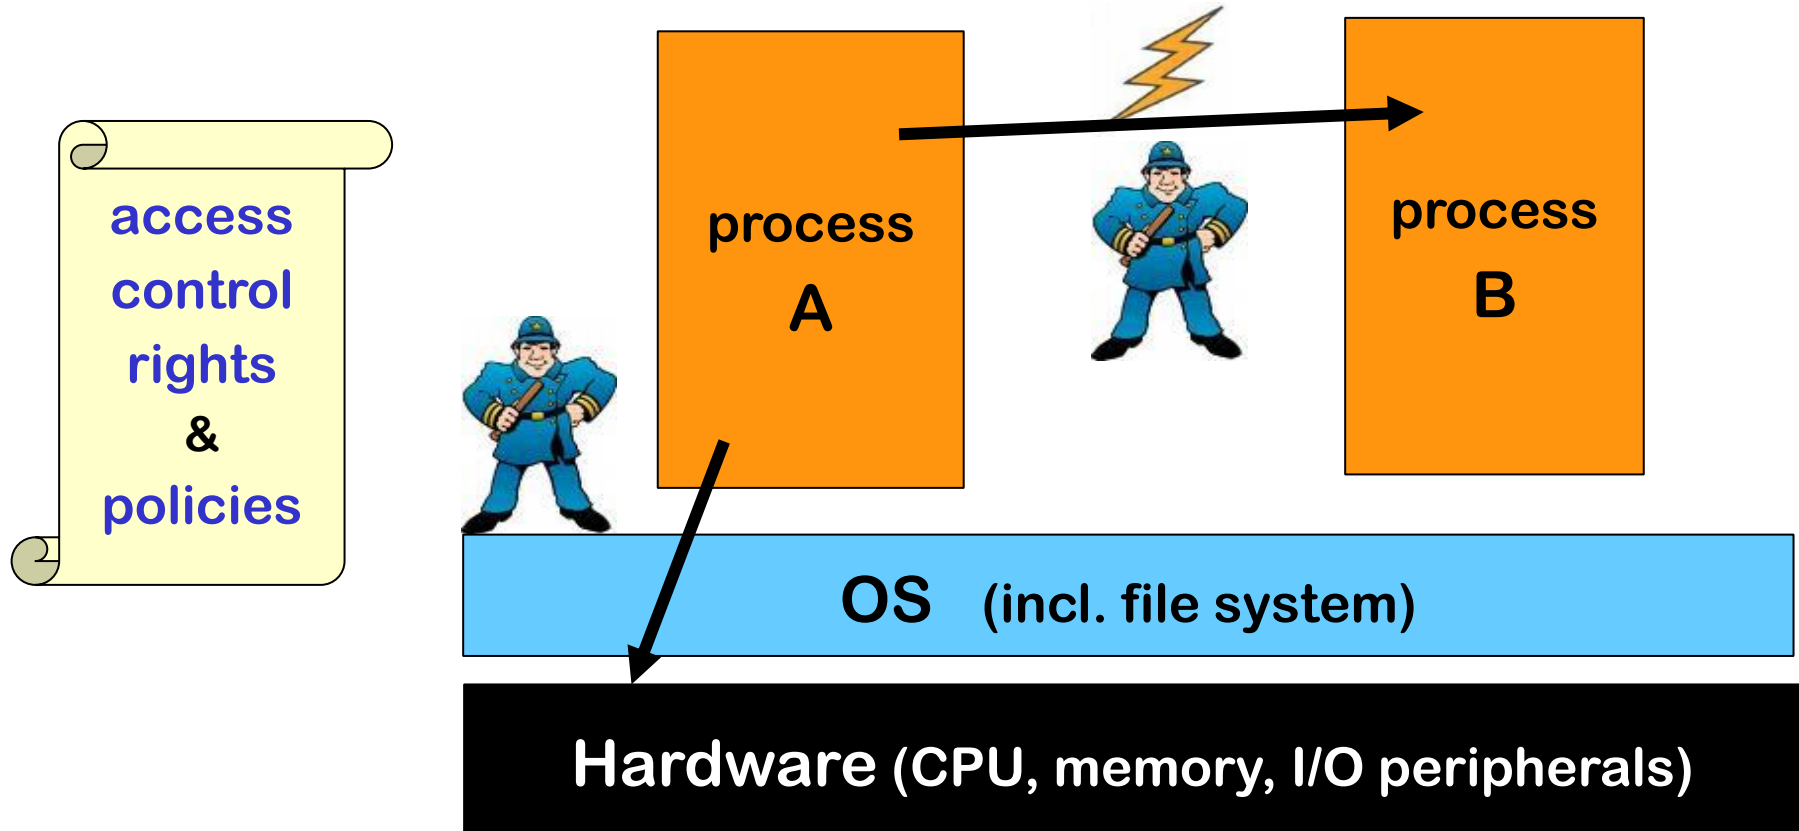 access
control
rights
&
policies
process
A
process
B
OS (incl. file system)
Hardware (CPU, memory, I/O peripherals)